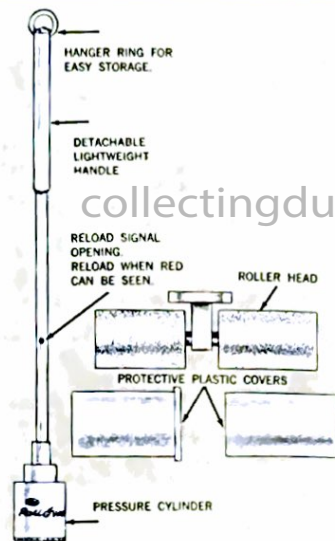 HANGER RING FOR
EASY STORAGE.
DETACHABLE
LIGHTWEIGHT
HANDLE
collectingdu
RELOAD SIGNAL
OPENING.
RELOAD WHEN RED
CAN BE SEEN.
ROLLER HEAD
PROTECTIVE PLASTIC COVERS
PRESSURE CYLINDER